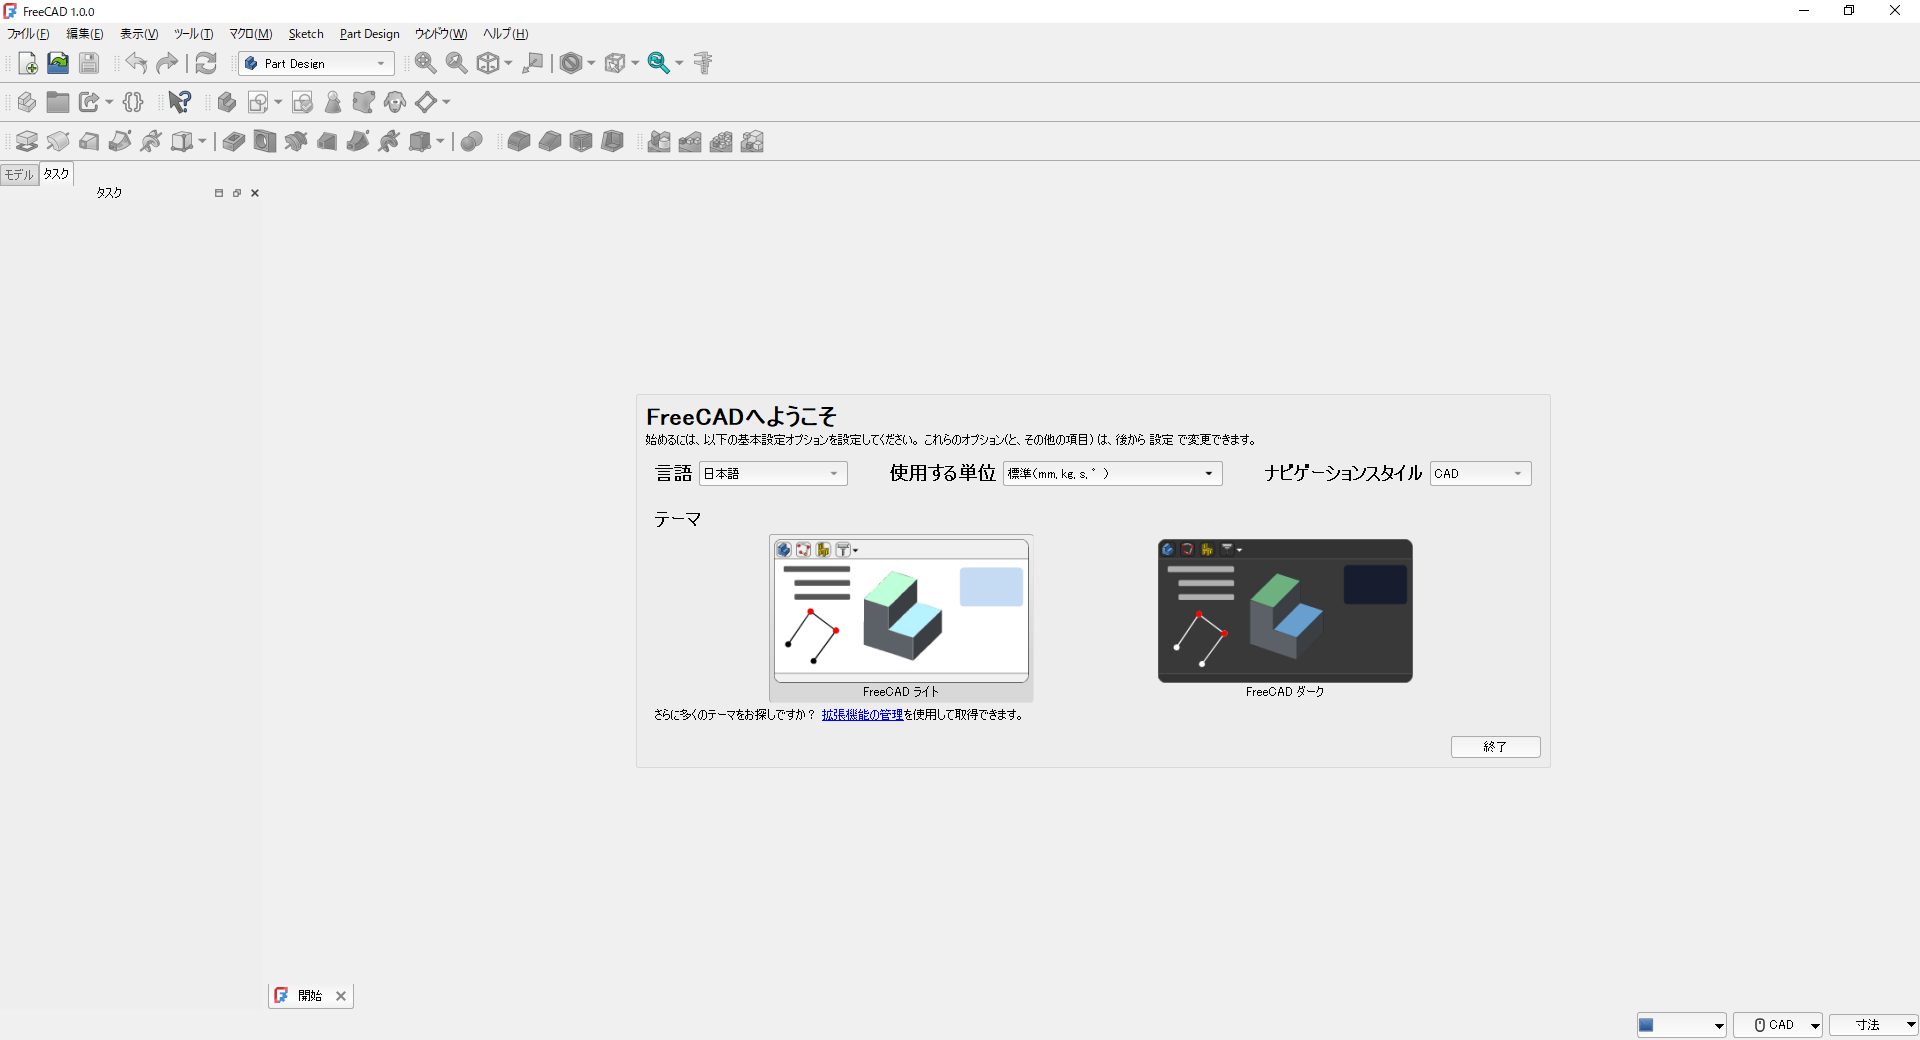 FreeCAD 1.0.0
ファイル(F) 編集(E) 表示(V) ツール(T) マクロ(M) Sketch Part Design ウィンドウ(W) ヘルプ(H)
Part Design
モデル タスク
タスク
FreeCADへようこそ
始めるには、以下の基本設定オプションを設定してください。これらのオプション(と、その他の項目) は、後から 設定 で変更できます。
言語 日本語 使用する単位 標準(mm, kg, s, ° ) ナビゲーションスタイル CAD
テーマ
FreeCAD ライト FreeCAD ダーク
さらに多くのテーマをお探しですか？ 拡張機能の管理を使用して取得できます。
終了
開始
CAD 寸法